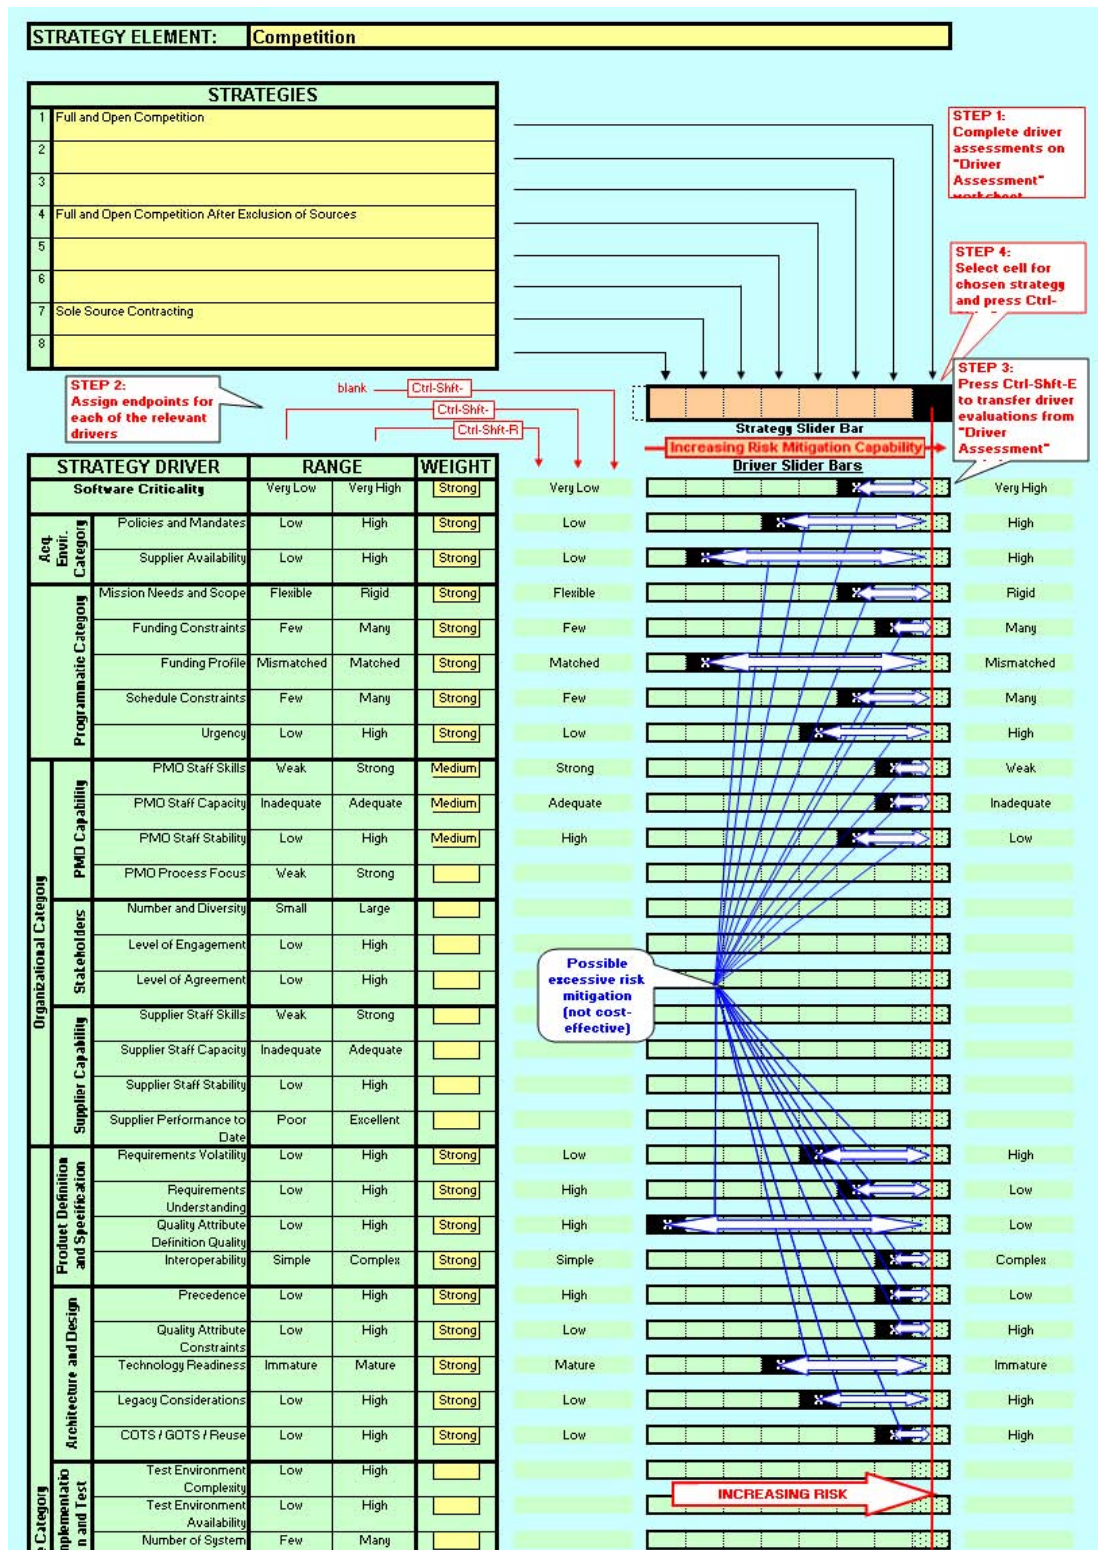 STRATEGY ELEMENT: Competition
STRATEGIES
1 Full and Open Competition
2
3
4 Full and Open Competition After Exclusion of Sources
5
6
7 Sole Source Contracting
8
STEP 1:
Complete driver
assessments on
"Driver
Assessment"
worksheet
STEP 4:
Select cell for
chosen strategy
and press Ctrl-
STEP 2:
Assign endpoints for
each of the relevant
drivers
blank Ctrl-Shft-
Ctrl-Shft-
Ctrl-Shft-R
STEP 3:
Press Ctrl-Shft-E
to transfer driver
evaluations from
"Driver
Assessment"
Strategy Slider Bar
Increasing Risk Mitigation Capability
Driver Slider Bars
STRATEGY DRIVER RANGE WEIGHT
Software Criticality Very Low Very High Strong Very Low x Very High
Acq.
Envir.
Category
Policies and Mandates Low High Strong Low x High
Supplier Availability Low High Strong Low x High
Programmatic Category
Mission Needs and Scope Flexible Rigid Strong Flexible x Rigid
Funding Constraints Few Many Strong Few x Many
Funding Profile Mismatched Matched Strong Matched x Mismatched
Schedule Constraints Few Many Strong Few x Many
Urgency Low High Strong Low x High
Organizational Category
PMO Capability
PMO Staff Skills Weak Strong Medium Strong x Weak
PMO Staff Capacity Inadequate Adequate Medium Adequate x Inadequate
PMO Staff Stability Low High Medium High x Low
PMO Process Focus Weak Strong
Stakeholders
Number and Diversity Small Large
Level of Engagement Low High
Level of Agreement Low High
Possible
excessive risk
mitigation
(not cost-
effective)
Supplier Capability
Supplier Staff Skills Weak Strong
Supplier Staff Capacity Inadequate Adequate
Supplier Staff Stability Low High
Supplier Performance to Poor Excellent
Date
Product Definition
and Specification
Requirements Volatility Low High Strong Low x High
Requirements Low High Strong High x Low
Understanding
Quality Attribute Low High Strong High x Low
Definition Quality
Interoperability Simple Complex Strong Simple x Complex
Architecture and Design
Precedence Low High Strong High x Low
Quality Attribute Low High Strong Low x High
Constraints
Technology Readiness Immature Mature Strong Mature x Immature
Legacy Considerations Low High Strong Low x High
COTS / GOTS / Reuse Low High Strong Low x High
e Category
nplementatio
n and Test
Test Environment Low High
Complexity
INCREASING RISK
Test Environment Low High
Availability
Number of System Few Many